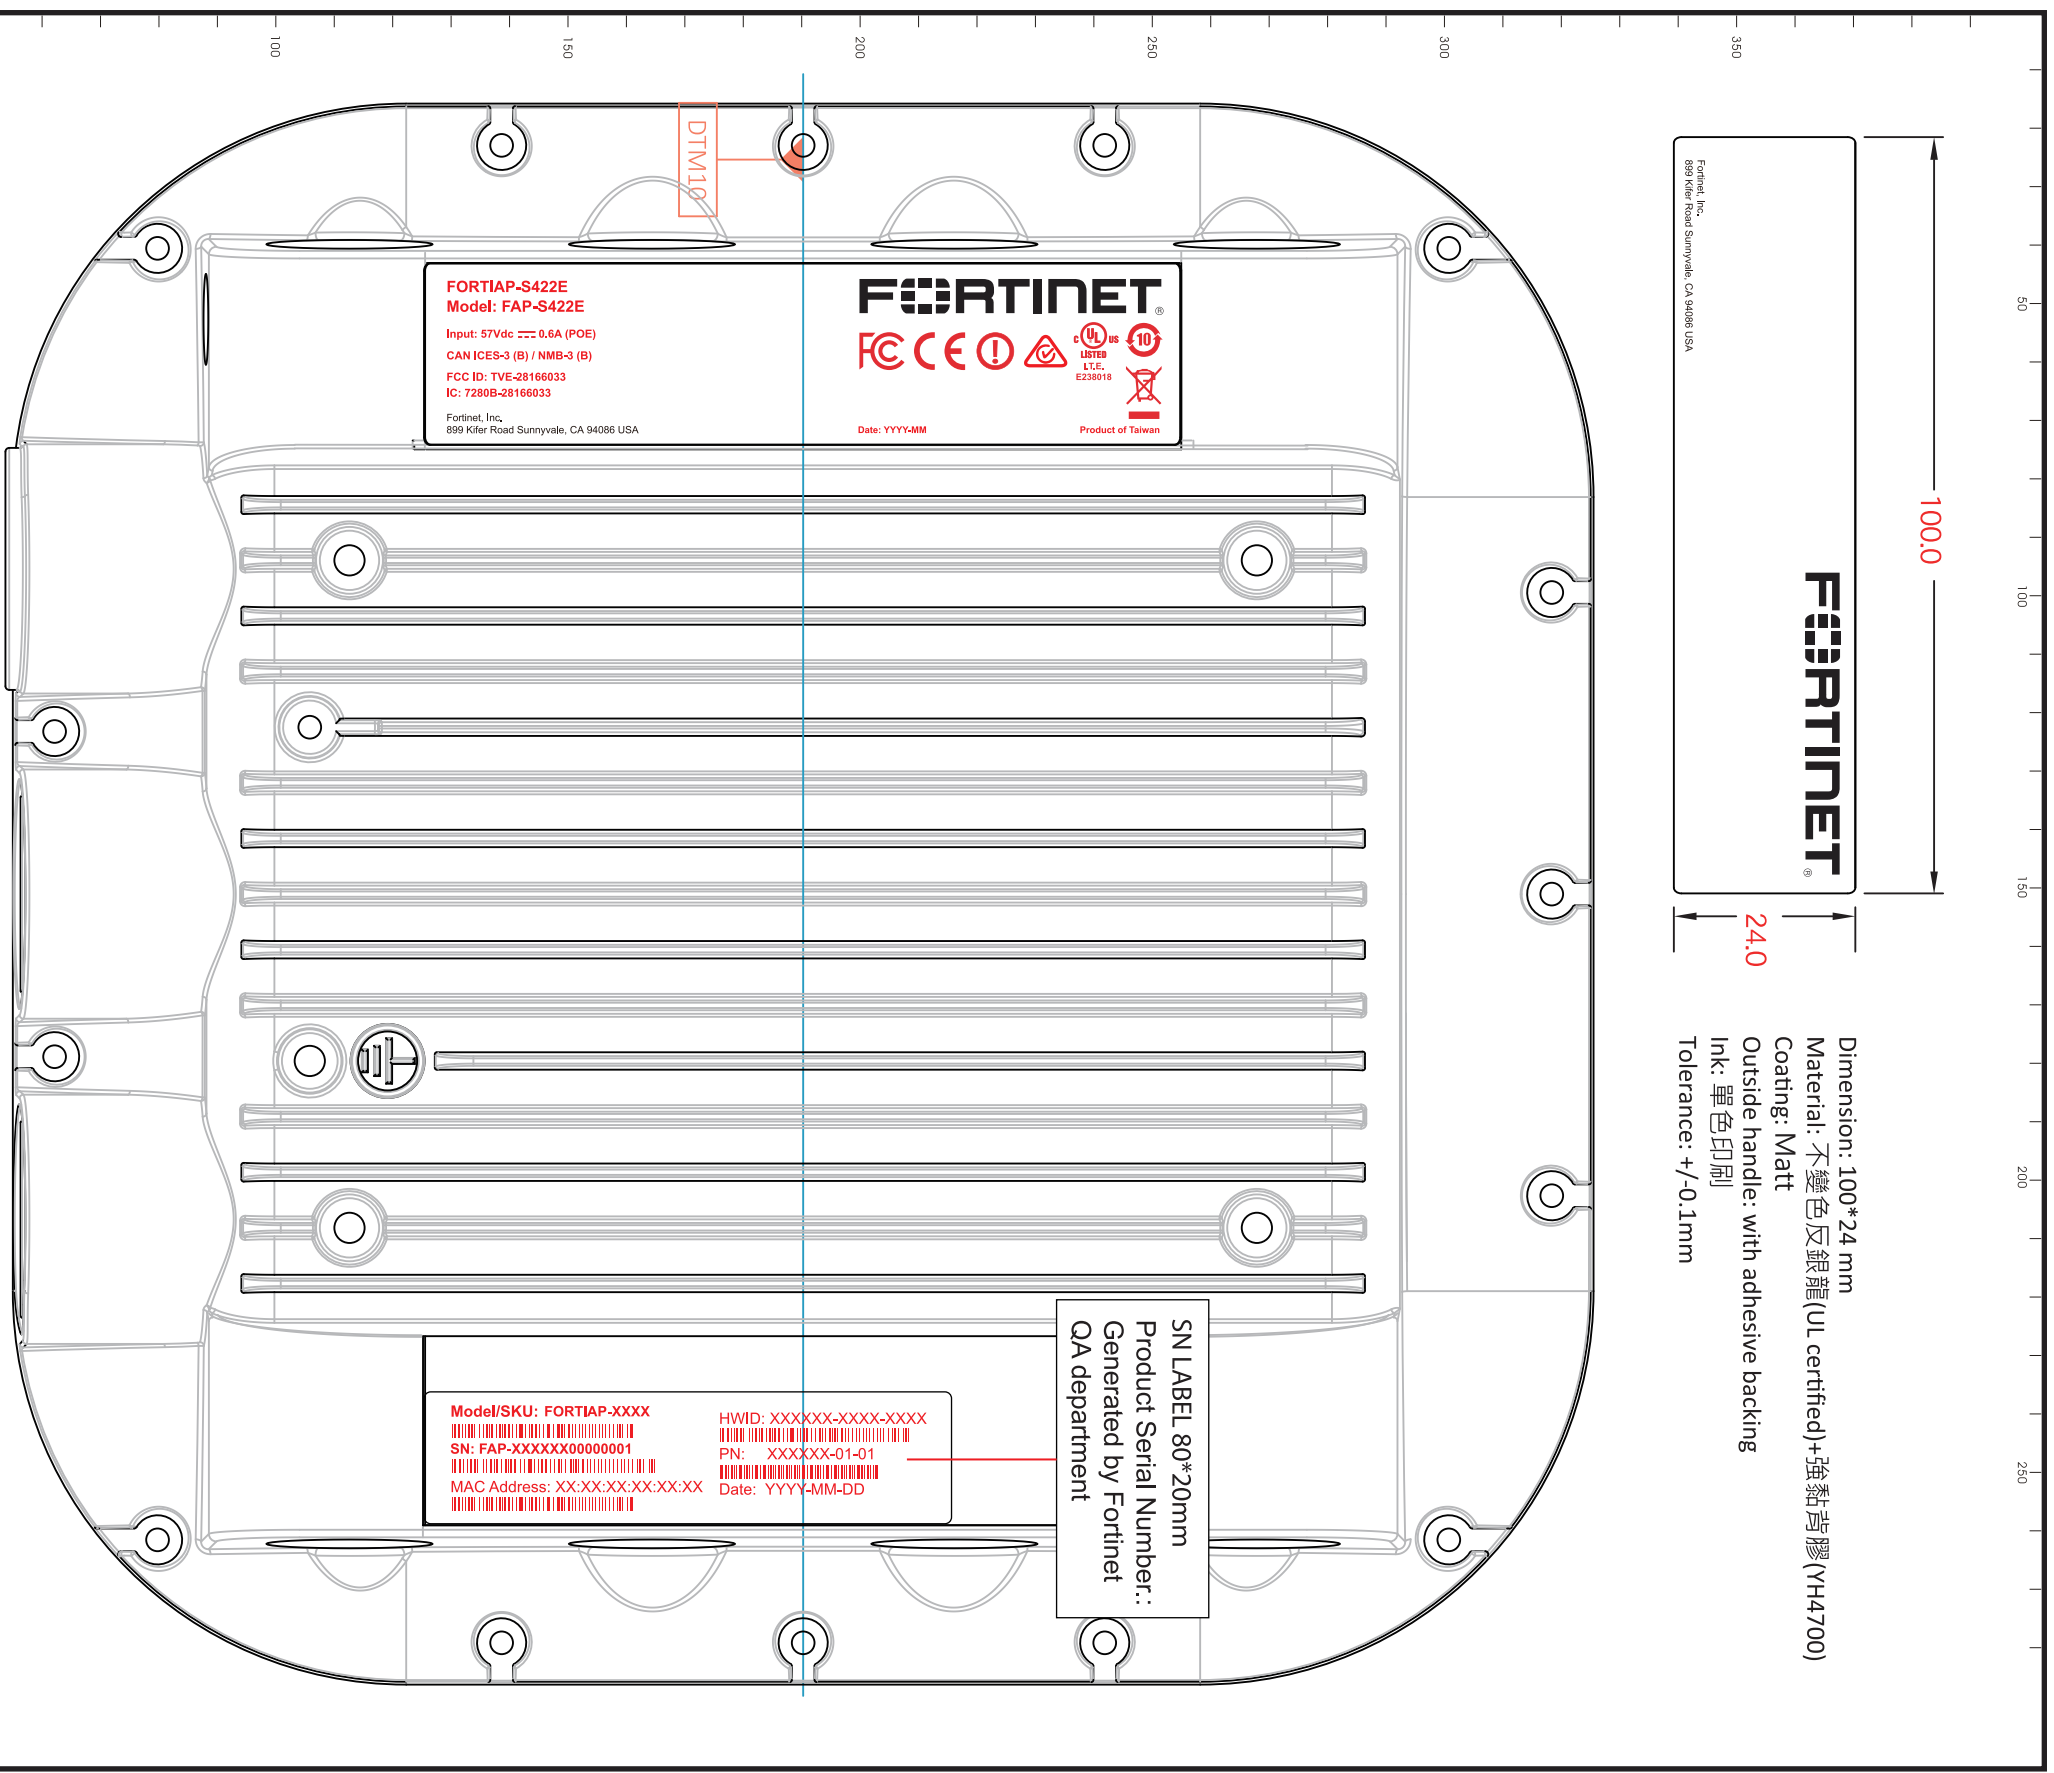 100
150
200
250
300
350
50
100
150
200
250
DTM10
FORTIAP-S422E
Model: FAP-S422E
Input: 57Vdc 0.6A (POE)
CAN ICES-3 (B) / NMB-3 (B)
FCC ID: TVE-28166033
IC: 7280B-28166033
Fortinet, Inc.
899 Kifer Road Sunnyvale, CA 94086 USA
FORTINET®
FC CE
C UL US
LISTED
I.T.E.
E238018
10
Date: YYYY-MM
Product of Taiwan
Model/SKU: FORTIAP-XXXX
SN: FAP-XXXXXX00000001
MAC Address: XX:XX:XX:XX:XX:XX
HWID: XXXXXX-XXXX-XXXX
PN: XXXXXX-01-01
Date: YYYY-MM-DD
SN LABEL 80*20mm
Product Serial Number.:
Generated by Fortinet
QA department
FORTINET®
Fortinet, Inc.
899 Kifer Road Sunnyvale, CA 94086 USA
100.0
24.0
Dimension: 100*24 mm
Material: 不變色反銀龍(UL certified)+強黏背膠(YH4700)
Coating: Matt
Outside handle: with adhesive backing
Ink: 單色印刷
Tolerance: +/-0.1mm